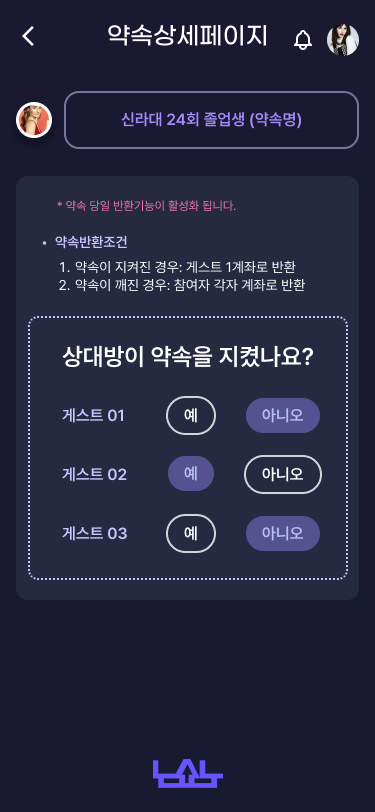 약속상세페이지
신라대 24회 졸업생 (약속명)
* 약속 당일 반환기능이 활성화 됩니다.
• 약속반환조건
1. 약속이 지켜진 경우: 게스트 1계좌로 반환
2. 약속이 깨진 경우: 참여자 각자 계좌로 반환
상대방이 약속을 지켰나요?
게스트 01 예 아니오
게스트 02 예 아니오
게스트 03 예 아니오